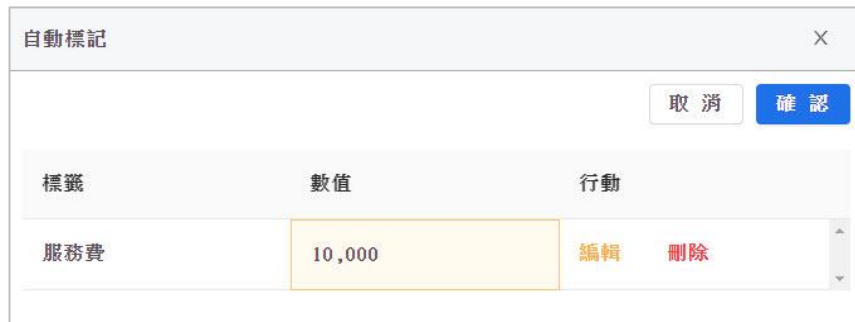 自動標記 X
取 消 確 認
標籤 數值 行動
服務費 10,000 編輯 刪除